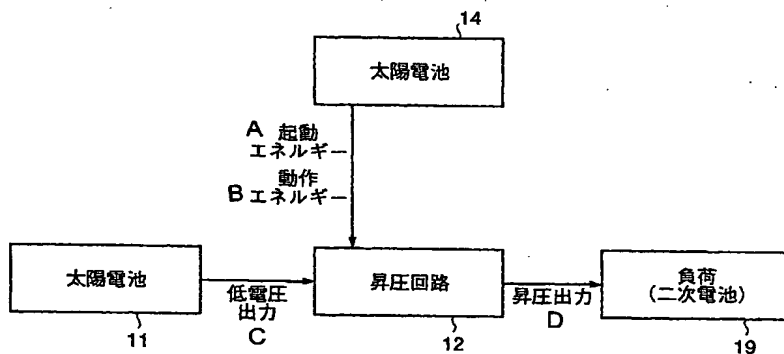 14
太陽電池
A 起動
エネルギー
動作
B エネルギー
太陽電池
低電圧
出力
C
昇圧回路
昇圧出力
D
負荷
(二次電池)
11
12
19